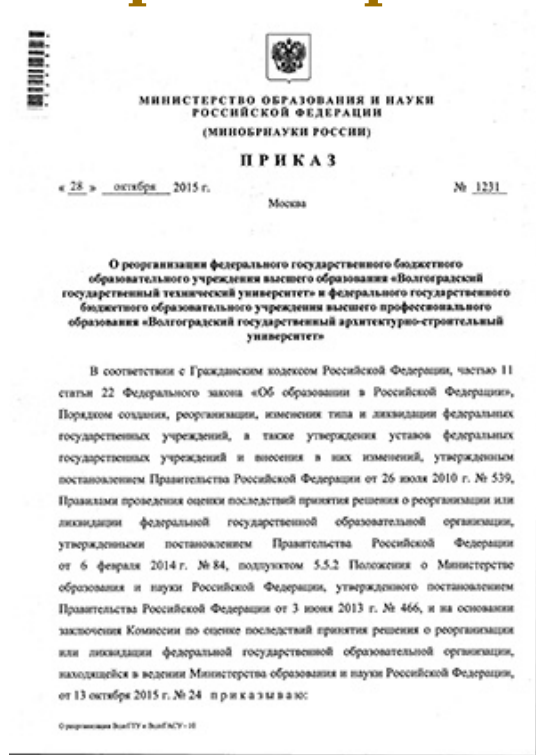 МИНИСТЕРСТВО ОБРАЗОВАНИЯ И НАУКИ
РОССИЙСКОЙ ФЕДЕРАЦИИ
(МИНОБРНАУКИ РОССИИ)
ПРИКАЗ
« 28 » октября 2015 г. № 1231
Москва
О реорганизации федерального государственного бюджетного
образовательного учреждения высшего образования «Волгоградский
государственный технический университет» и федерального государственного
бюджетного образовательного учреждения высшего профессионального
образования «Волгоградский государственный архитектурно-строительный
университет»
В соответствии с Гражданским кодексом Российской Федерации, частью 11
статьи 22 Федерального закона «Об образовании в Российской Федерации»,
Порядком создания, реорганизации, изменения типа и ликвидации федеральных
государственных учреждений, а также утверждения уставов федеральных
государственных учреждений и внесения в них изменений, утвержденным
постановлением Правительства Российской Федерации от 26 июля 2010 г. № 539,
Правилами проведения оценки последствий принятия решения о реорганизации или
ликвидации федеральной государственной образовательной организации,
утвержденными постановлением Правительства Российской Федерации
от 6 февраля 2014 г. № 84, подпунктом 5.5.2 Положения о Министерстве
образования и науки Российской Федерации, утвержденного постановлением
Правительства Российской Федерации от 3 июня 2013 г. № 466, и на основании
заключения Комиссии по оценке последствий принятия решения о реорганизации
или ликвидации федеральной государственной образовательной организации,
находящейся в ведении Министерства образования и науки Российской Федерации,
от 13 октября 2015 г. № 24 приказываю:
О реорганизации ВолгГТУ и ВолгГАСУ - 10